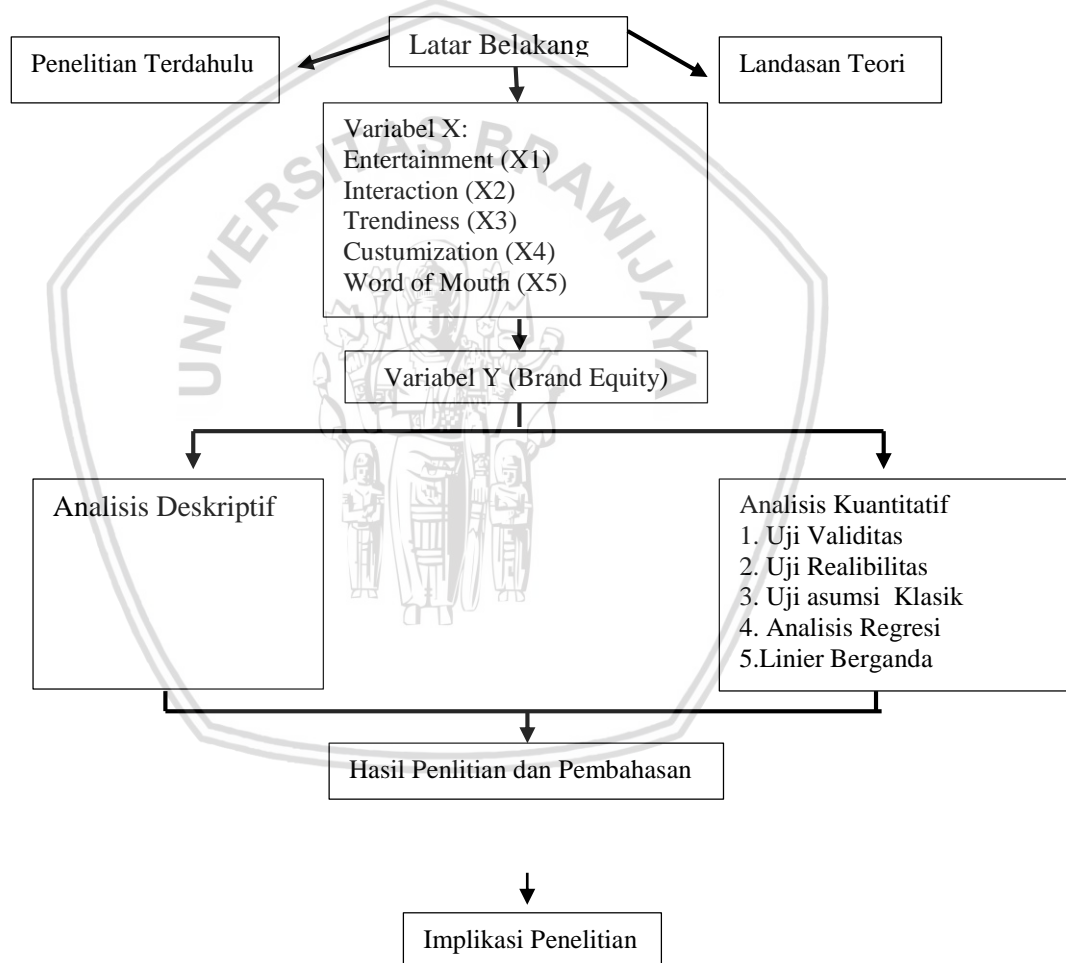 Latar Belakang
Penelitian Terdahulu
Landasan Teori
Variabel X:
Entertainment (X1)
Interaction (X2)
Trendiness (X3)
Custumization (X4)
Word of Mouth (X5)
UNIVERSITAS BRAWIJAYA
Variabel Y (Brand Equity)
Analisis Deskriptif
Analisis Kuantitatif
1. Uji Validitas
2. Uji Realibilitas
3. Uji asumsi  Klasik
4. Analisis Regresi
5.Linier Berganda
Hasil Penlitian dan Pembahasan
Implikasi Penelitian